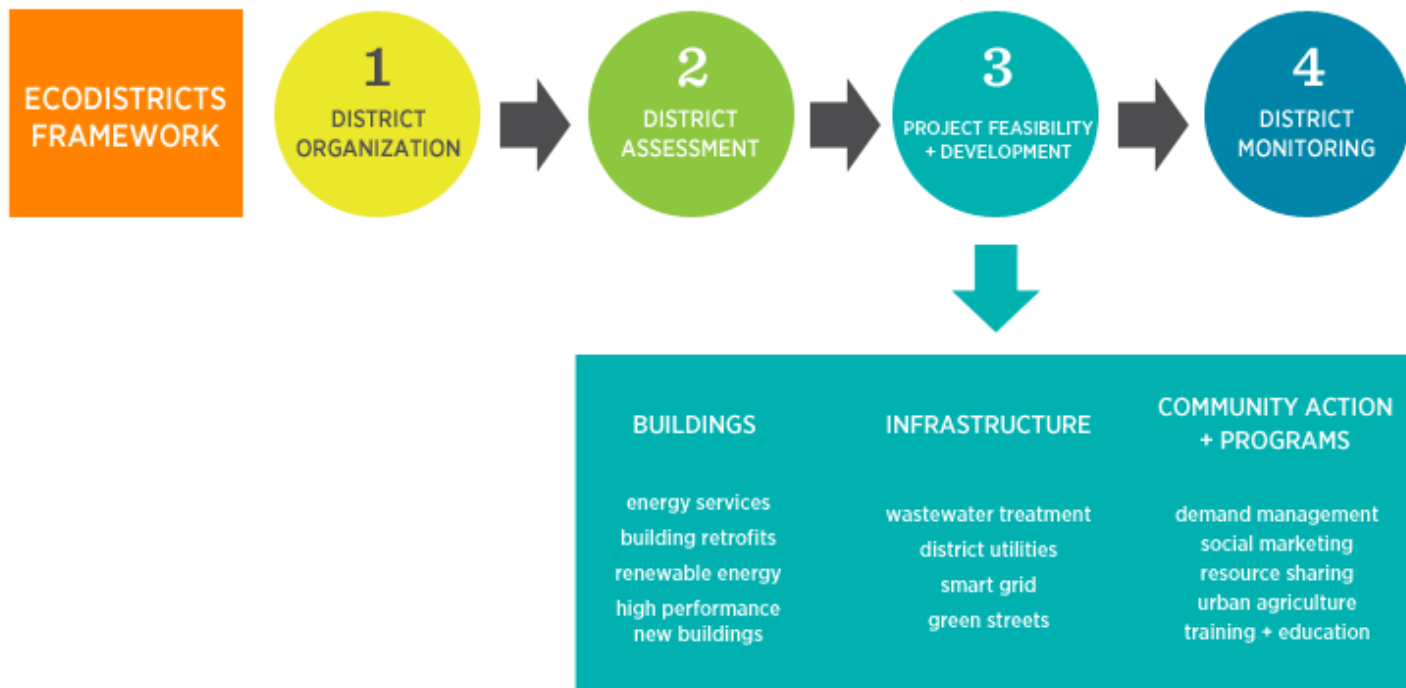 ECODISTRICTS
FRAMEWORK
1
DISTRICT
ORGANIZATION
2
DISTRICT
ASSESSMENT
3
PROJECT FEASIBILITY
+ DEVELOPMENT
4
DISTRICT
MONITORING
BUILDINGS
energy services
building retrofits
renewable energy
high performance
new buildings
INFRASTRUCTURE
wastewater treatment
district utilities
smart grid
green streets
COMMUNITY ACTION
+ PROGRAMS
demand management
social marketing
resource sharing
urban agriculture
training + education